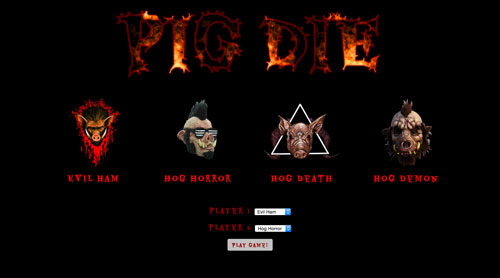 PIG DIE
EVIL HAM HOG HORROR HOG DEATH HOG DEMON
PLAYER 1 Evil Ham
PLAYER 2 Hog Horror
PLAY GAME!